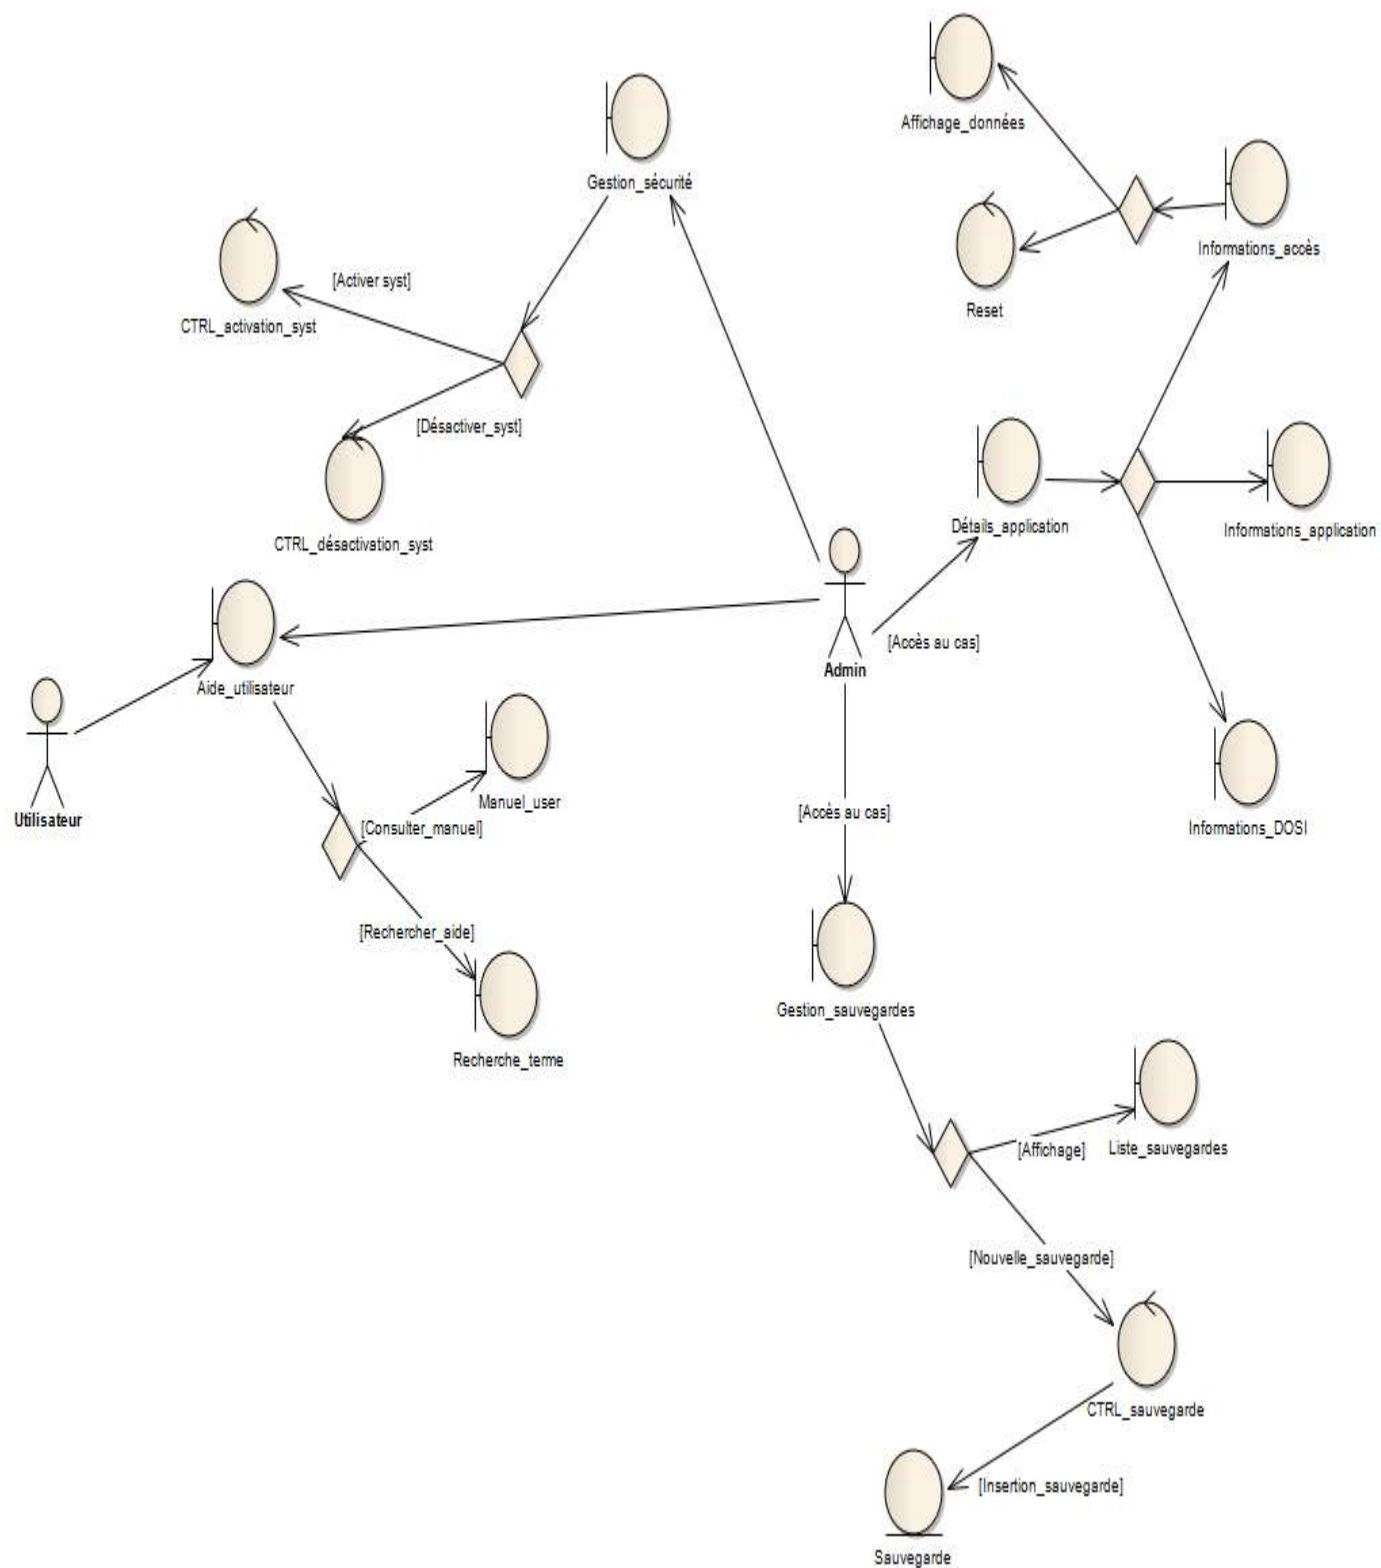 Affichage_données
Gestion_sécurité
Informations_accès
[Activer syst]
Reset
CTRL_activation_syst
[Désactiver_syst]
Détails_application
Informations_application
CTRL_désactivation_syst
[Accès au cas]
Admin
Aide_utilisateur
Manuel_user
[Accès au cas]
Utilisateur
[Consulter_manuel]
Informations_DOSI
[Rechercher_aide]
Gestion_sauvegardes
Recherche_terme
[Affichage]
Liste_sauvegardes
[Nouvelle_sauvegarde]
CTRL_sauvegarde
[Insertion_sauvegarde]
Sauvegarde